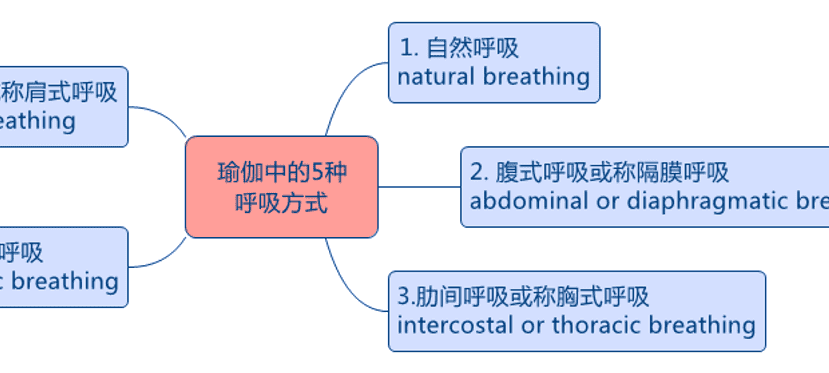 1. 自然呼吸
natural breathing
称肩式呼吸
eathing
瑜伽中的5种
呼吸方式
2. 腹式呼吸或称隔膜呼吸
abdominal or diaphragmatic bre
呼吸
c breathing
3.肋间呼吸或称胸式呼吸
intercostal or thoracic breathing